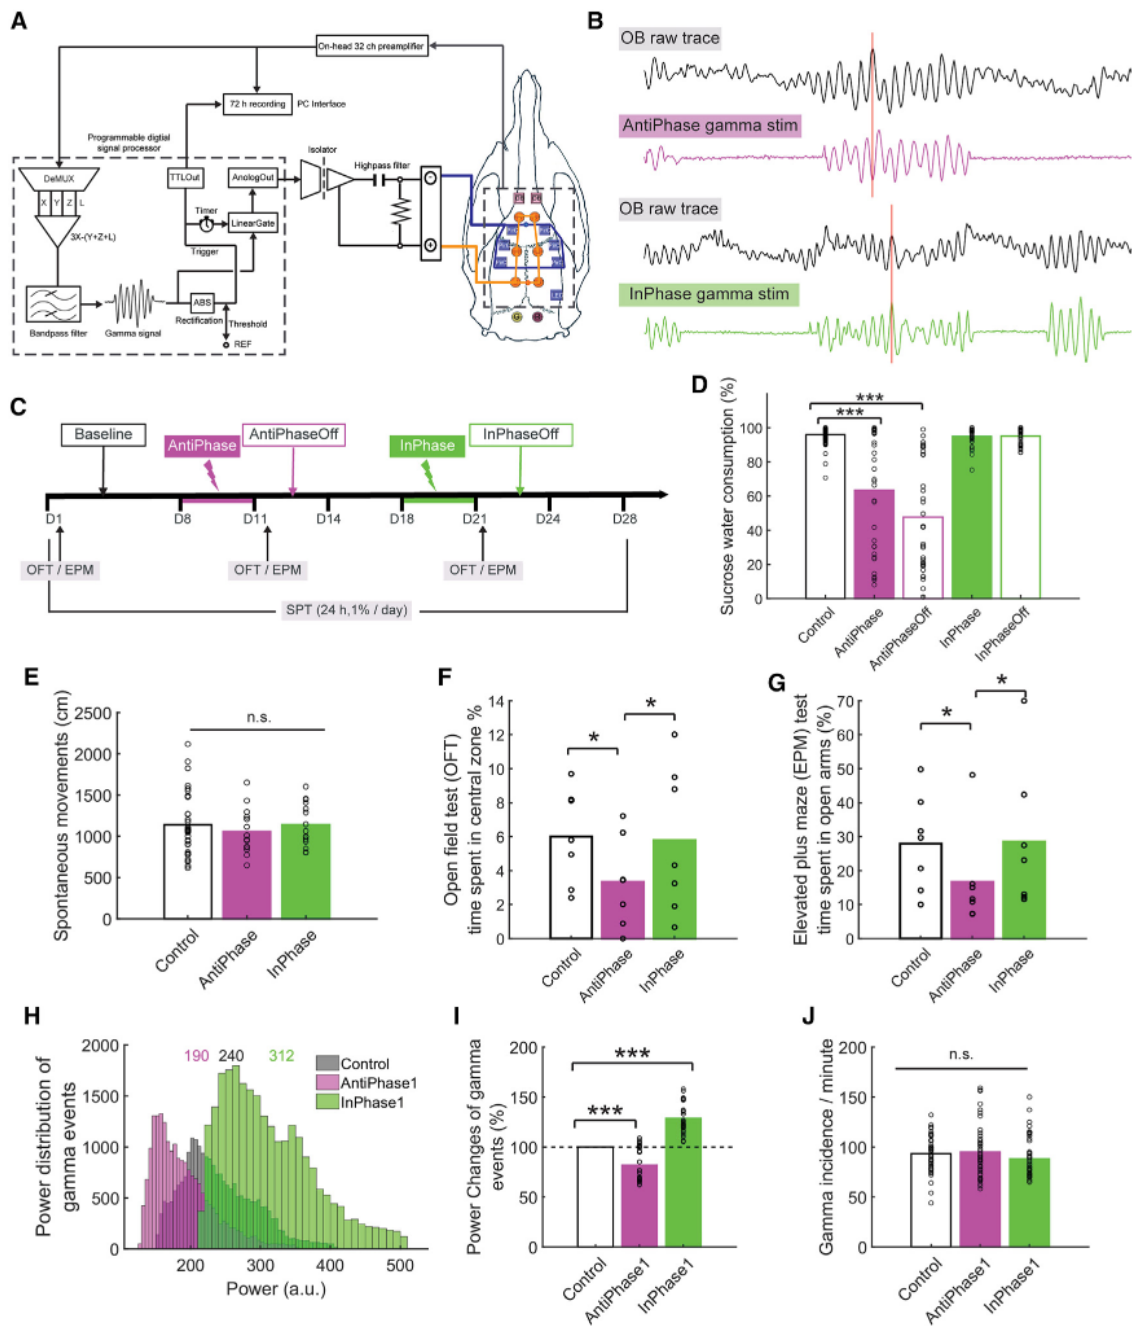 A
On-head 32 ch preamplifier
72 h recording
PC Interface
Programmable digtial
signal processor
Isolator
Highpass filter
DeMUX
TTLOut
AnologOut
X Y Z L
Timer
LinearGate
3X-(Y+Z+L)
Trigger
ABS
Bandpass filter
Gamma signal
Rectification
Threshold
REF
-
+
OB
OB
LEC
G
R
B
OB raw trace
AntiPhase gamma stim
OB raw trace
InPhase gamma stim
C
Baseline
AntiPhase
AntiPhaseOff
InPhase
InPhaseOff
D1
D8
D11
D14
D18
D21
D24
D28
OFT / EPM
OFT / EPM
OFT / EPM
SPT (24 h,1% / day)
D
Sucrose water consumption (%)
100
80
60
40
20
0
***
***
Control
AntiPhase
AntiPhaseOff
InPhase
InPhaseOff
E
Spontaneous movements (cm)
2500
2000
1500
1000
500
0
n.s.
Control
AntiPhase
InPhase
F
Open field test (OFT)
time spent in central zone %
14
12
10
8
6
4
2
0
*
*
Control
AntiPhase
InPhase
G
Elevated plus maze (EPM) test
time spent in open arms (%)
70
60
50
40
30
20
10
0
*
*
Control
AntiPhase
InPhase
H
Power distribution of
gamma events
2000
1500
1000
500
0
190 240 312
Control
AntiPhase1
InPhase1
200
300
400
500
Power (a.u.)
I
Power Changes of gamma
events (%)
200
150
100
50
0
***
***
Control
AntiPhase1
InPhase1
J
Gamma incidence / minute
200
150
100
50
0
n.s.
Control
AntiPhase1
InPhase1